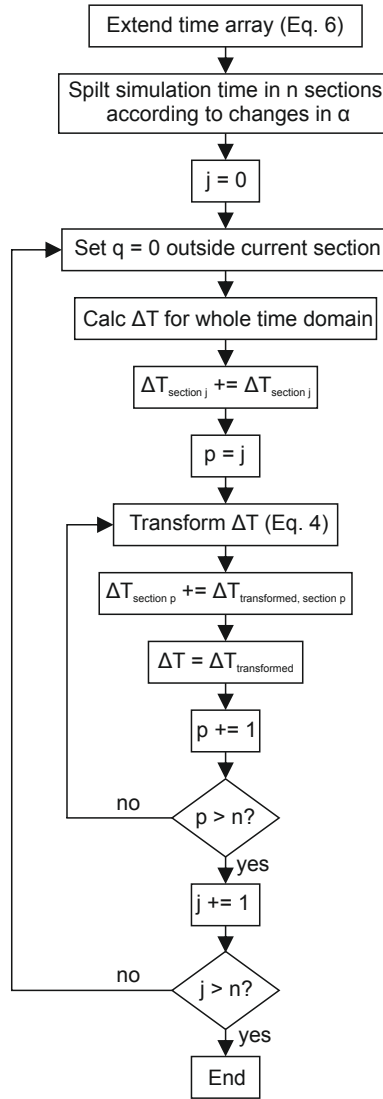 Extend time array (Eq. 6)
Spilt simulation time in n sections
according to changes in α
j = 0
Set q = 0 outside current section
Calc ΔT for whole time domain
ΔT section j += ΔT section j
p = j
Transform ΔT (Eq. 4)
ΔT section p += ΔT transformed, section p
ΔT = ΔT transformed
p += 1
no
p > n?
yes
j += 1
no
j > n?
yes
End